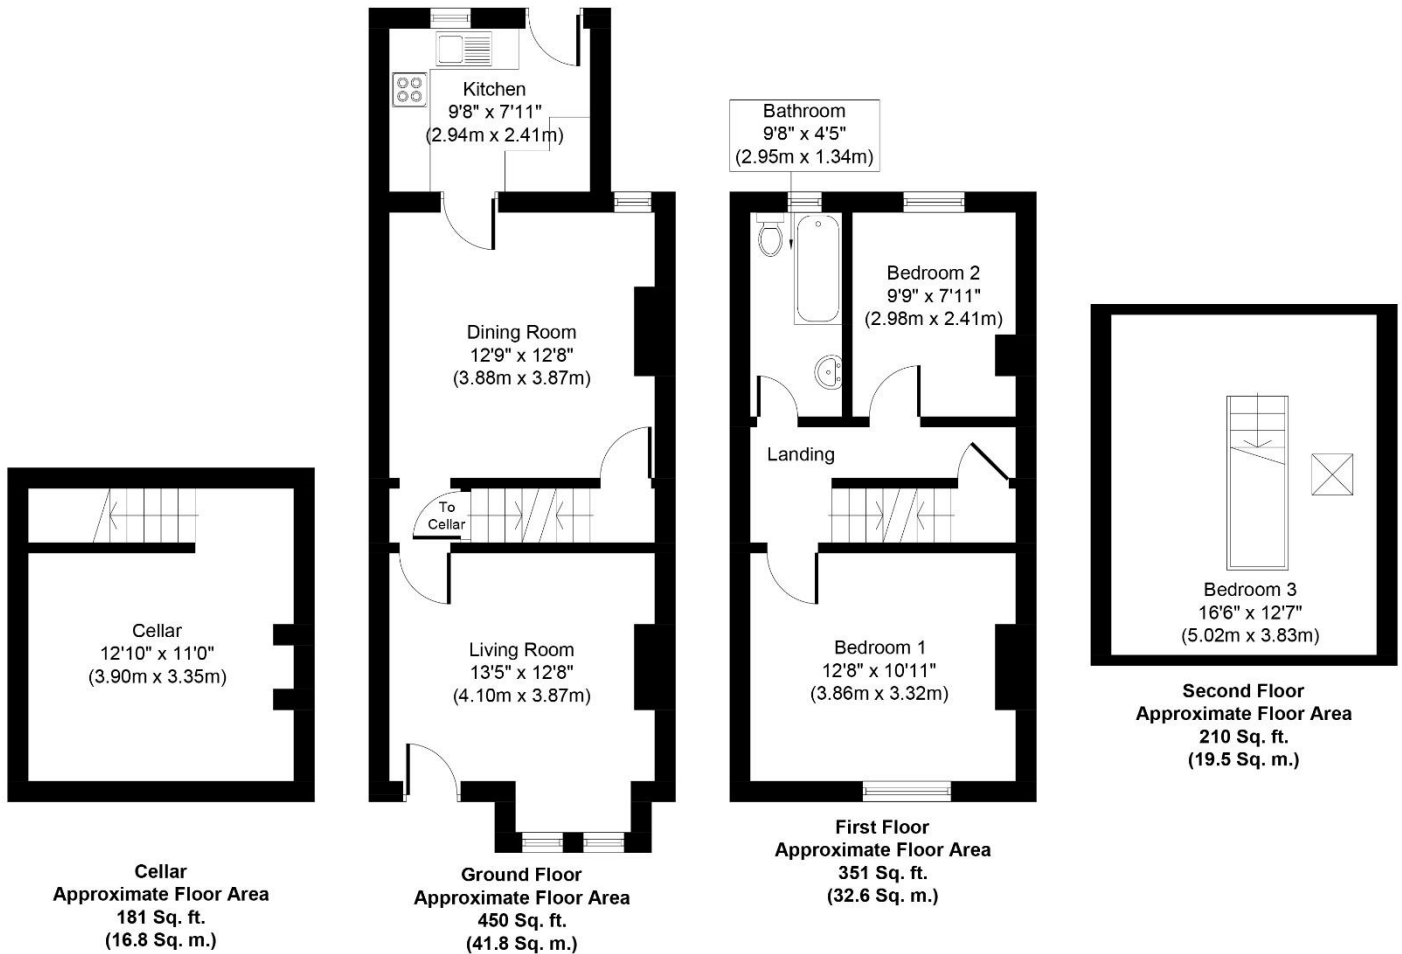 Kitchen
9'8" x 7'11"
(2.94m x 2.41m)
Dining Room
12'9" x 12'8"
(3.88m x 3.87m)
To
Cellar
Living Room
13'5" x 12'8"
(4.10m x 3.87m)
Cellar
12'10" x 11'0"
(3.90m x 3.35m)
Bathroom
9'8" x 4'5"
(2.95m x 1.34m)
Bedroom 2
9'9" x 7'11"
(2.98m x 2.41m)
Landing
Bedroom 1
12'8" x 10'11"
(3.86m x 3.32m)
Bedroom 3
16'6" x 12'7"
(5.02m x 3.83m)
Cellar
Approximate Floor Area
181 Sq. ft.
(16.8 Sq. m.)
Ground Floor
Approximate Floor Area
450 Sq. ft.
(41.8 Sq. m.)
First Floor
Approximate Floor Area
351 Sq. ft.
(32.6 Sq. m.)
Second Floor
Approximate Floor Area
210 Sq. ft.
(19.5 Sq. m.)